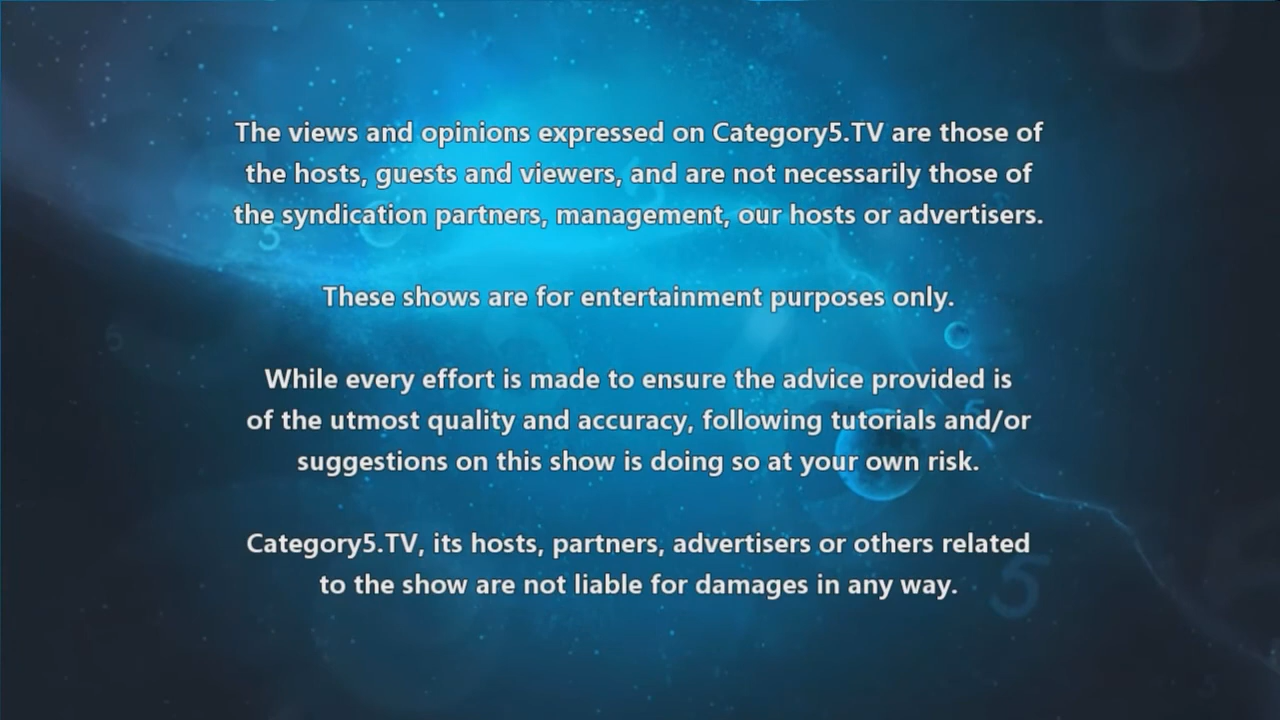 The views and opinions expressed on Category5.TV are those of
the hosts, guests and viewers, and are not necessarily those of
the syndication partners, management, our hosts or advertisers.
These shows are for entertainment purposes only.
While every effort is made to ensure the advice provided is
of the utmost quality and accuracy, following tutorials and/or
suggestions on this show is doing so at your own risk.
Category5.TV, its hosts, partners, advertisers or others related
to the show are not liable for damages in any way.